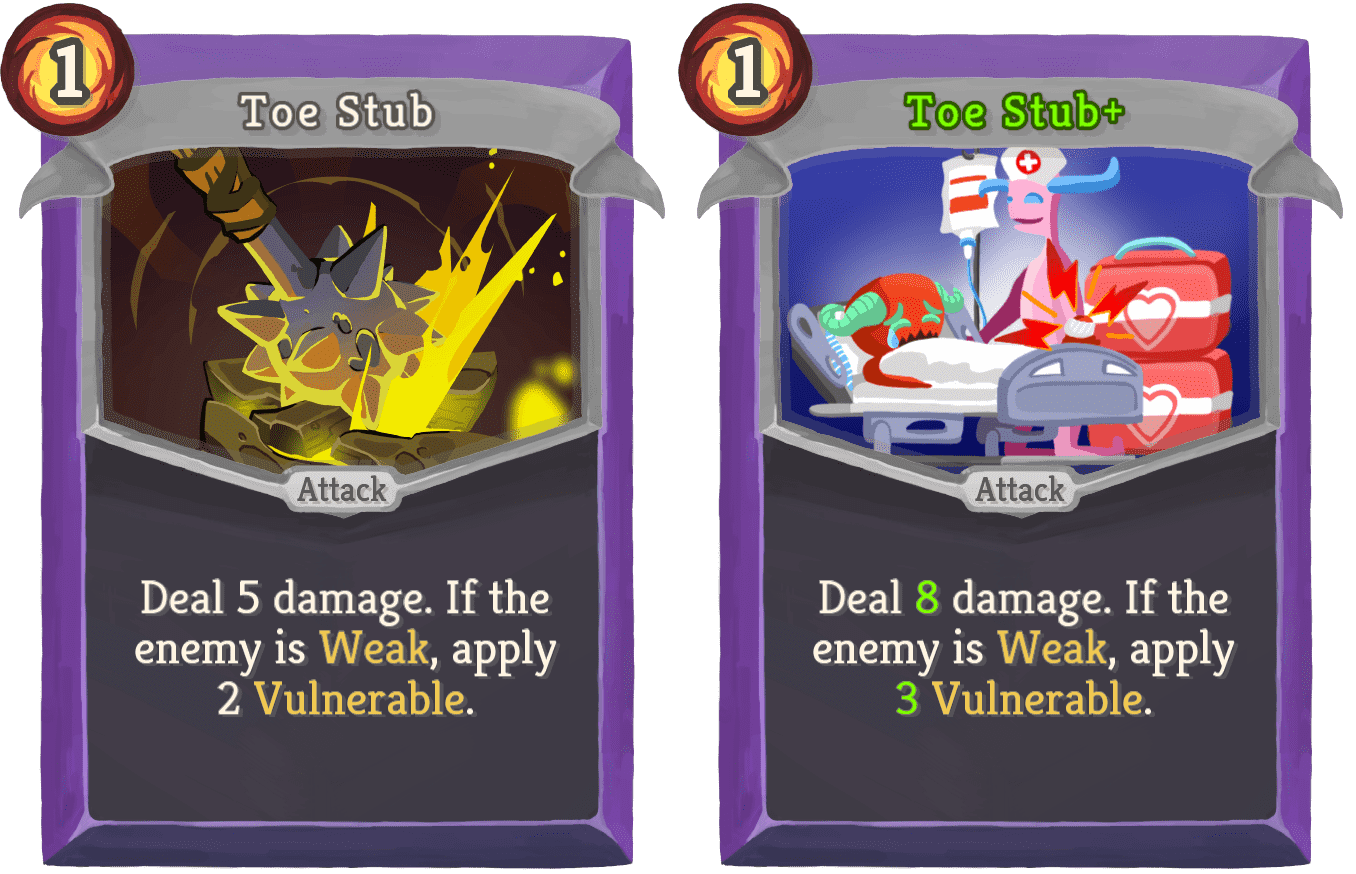 1
Toe Stub
Attack
Deal 5 damage. If the
enemy is Weak, apply
2 Vulnerable.
1
Toe Stub+
Attack
Deal 8 damage. If the
enemy is Weak, apply
3 Vulnerable.